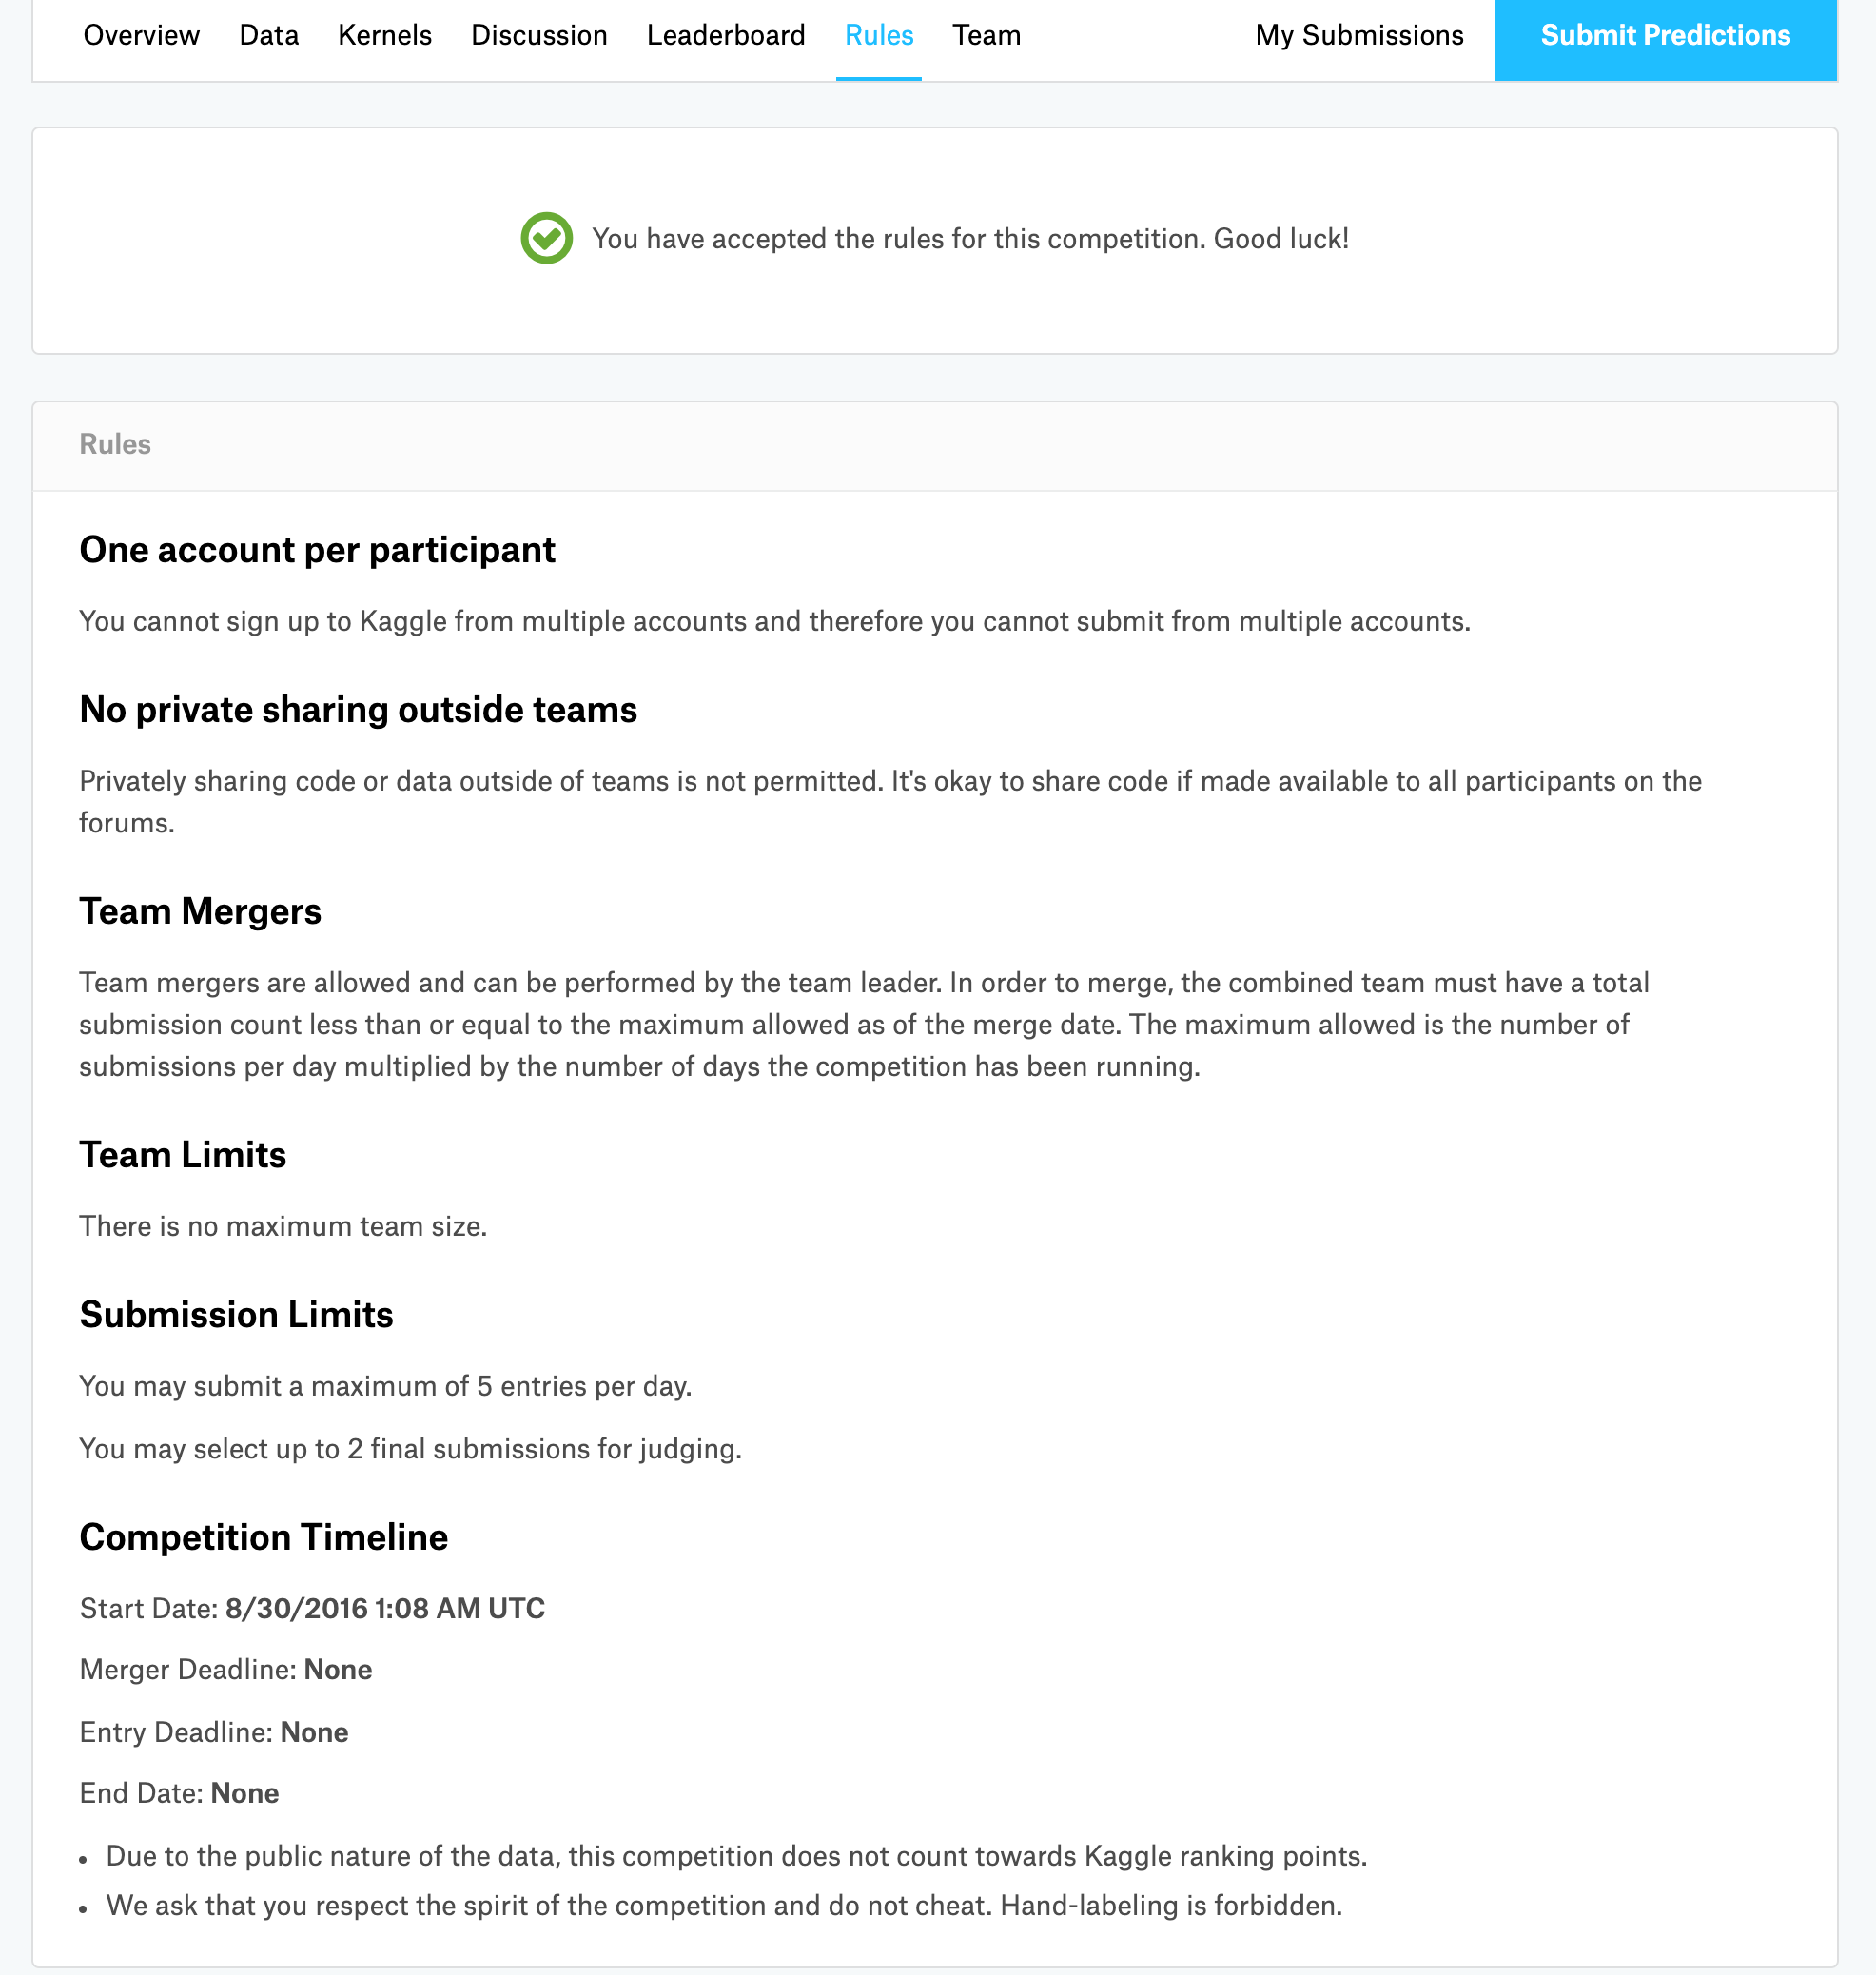 Overview Data Kernels Discussion Leaderboard Rules Team My Submissions Submit Predictions
You have accepted the rules for this competition. Good luck!
Rules
One account per participant
You cannot sign up to Kaggle from multiple accounts and therefore you cannot submit from multiple accounts.
No private sharing outside teams
Privately sharing code or data outside of teams is not permitted. It's okay to share code if made available to all participants on the
forums.
Team Mergers
Team mergers are allowed and can be performed by the team leader. In order to merge, the combined team must have a total
submission count less than or equal to the maximum allowed as of the merge date. The maximum allowed is the number of
submissions per day multiplied by the number of days the competition has been running.
Team Limits
There is no maximum team size.
Submission Limits
You may submit a maximum of 5 entries per day.
You may select up to 2 final submissions for judging.
Competition Timeline
Start Date: 8/30/2016 1:08 AM UTC
Merger Deadline: None
Entry Deadline: None
End Date: None
• Due to the public nature of the data, this competition does not count towards Kaggle ranking points.
• We ask that you respect the spirit of the competition and do not cheat. Hand-labeling is forbidden.